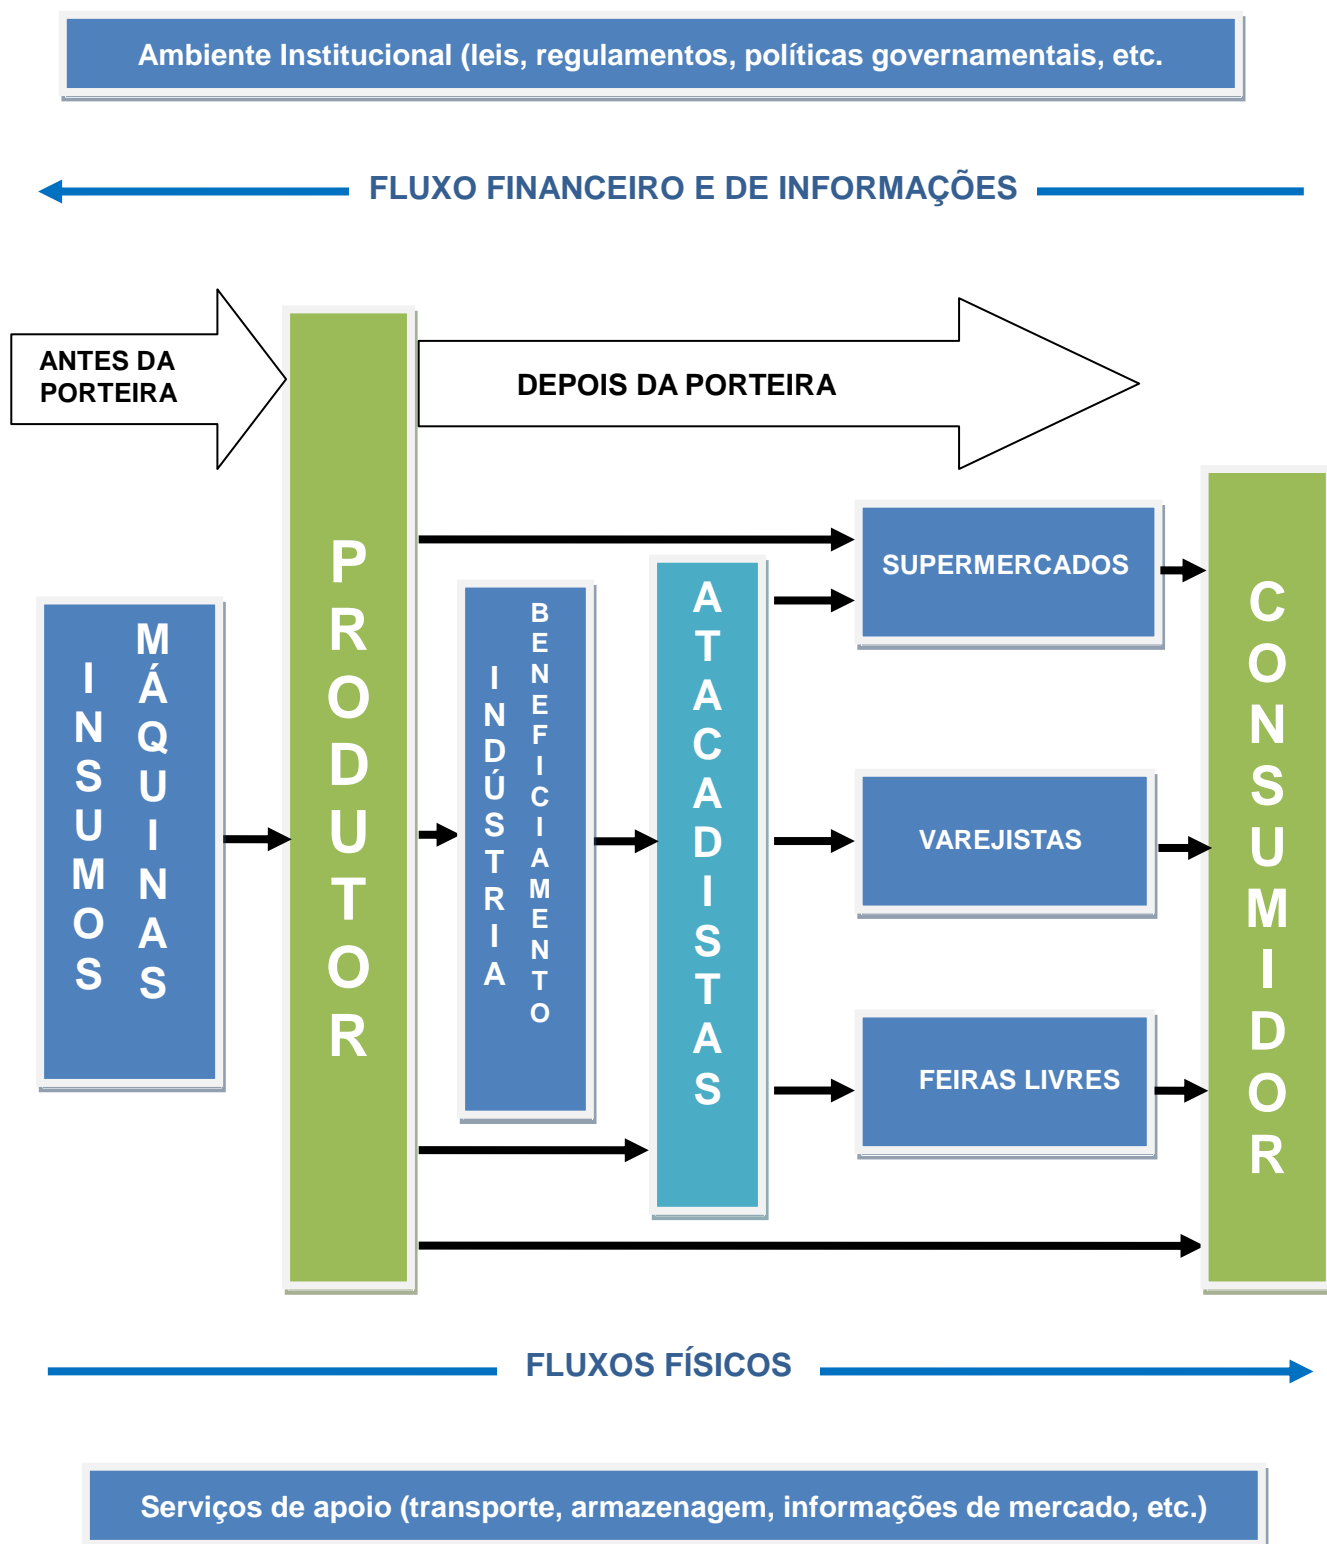 Ambiente Institucional (leis, regulamentos, políticas governamentais, etc.
FLUXO FINANCEIRO E DE INFORMAÇÕES
ANTES DA
PORTEIRA
DEPOIS DA PORTEIRA
INSUMOS
MÁQUINAS
PRODUTOR
INDÚSTRIA
BENEFICIAMENTO
ATACADISTAS
SUPERMERCADOS
VAREJISTAS
FEIRAS LIVRES
CONSUMIDOR
FLUXOS FÍSICOS
Serviços de apoio (transporte, armazenagem, informações de mercado, etc.)